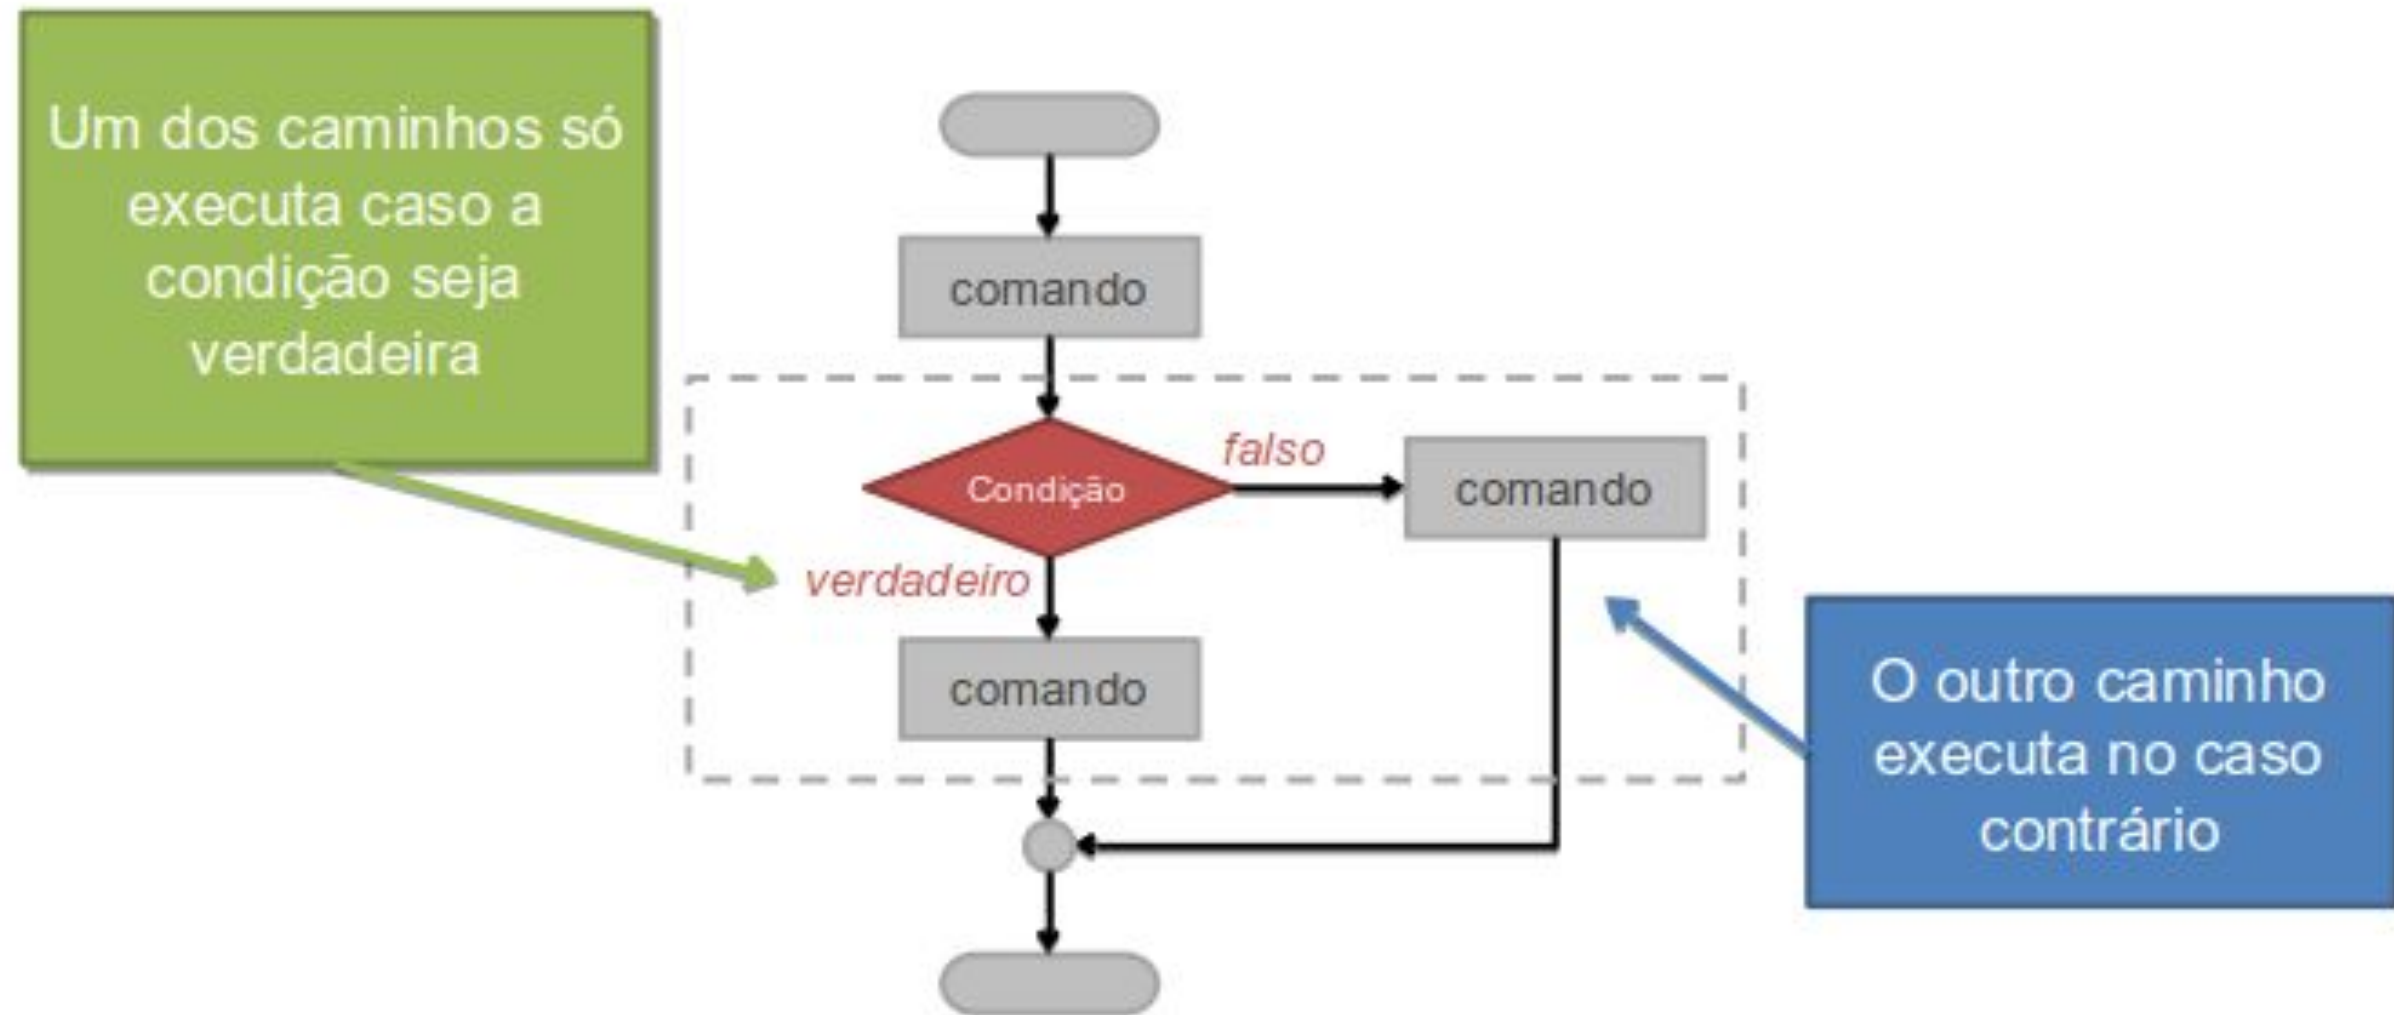 Um dos caminhos só
executa caso a
condição seja
verdadeira
comando
Condição
falso
comando
verdadeiro
comando
O outro caminho
executa no caso
contrário